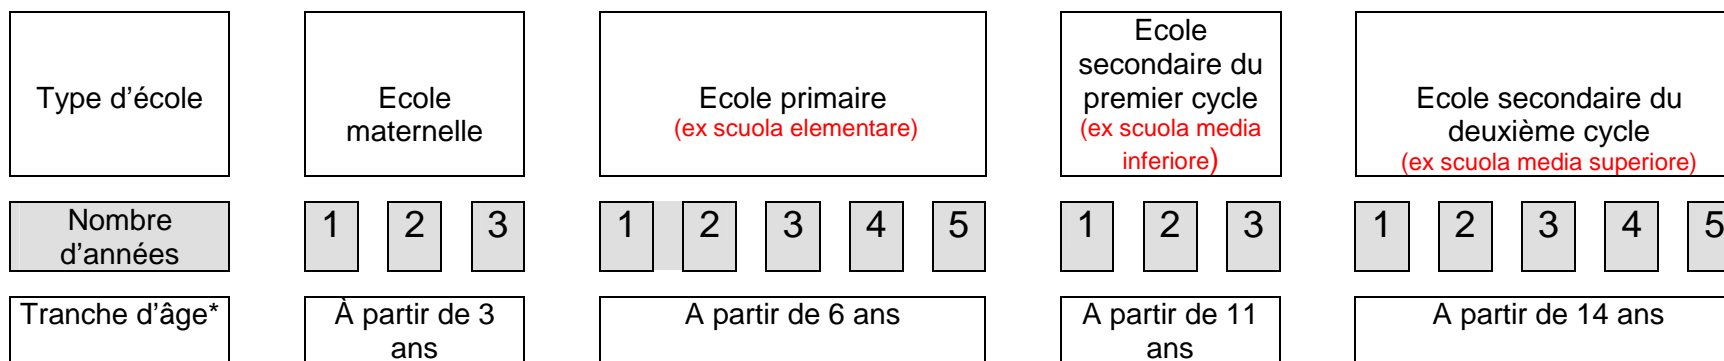 Type d'école
Ecole
maternelle
Ecole primaire
(ex scuola elementare)
Ecole
secondaire du
premier cycle
(ex scuola media
inferiore)
Ecole secondaire du
deuxième cycle
(ex scuola media superiore)
Nombre
d'années
1 2 3
1 2 3 4 5
1 2 3
1 2 3 4 5
Tranche d'âge*
À partir de 3
ans
A partir de 6 ans
A partir de 11
ans
A partir de 14 ans